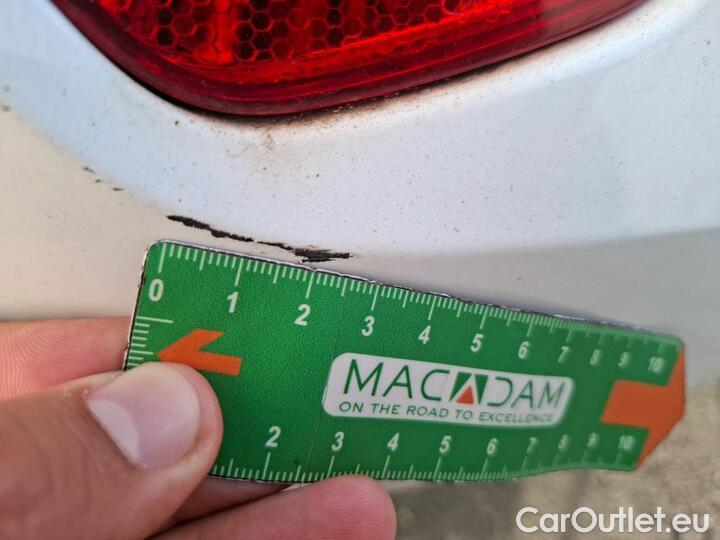 0 1 2 3 4 5 6 7 8 9 10
MACADAM
ON THE ROAD TO EXCELLENCE
2 3 4 5 6 7 8 9 10
CarOutlet.eu